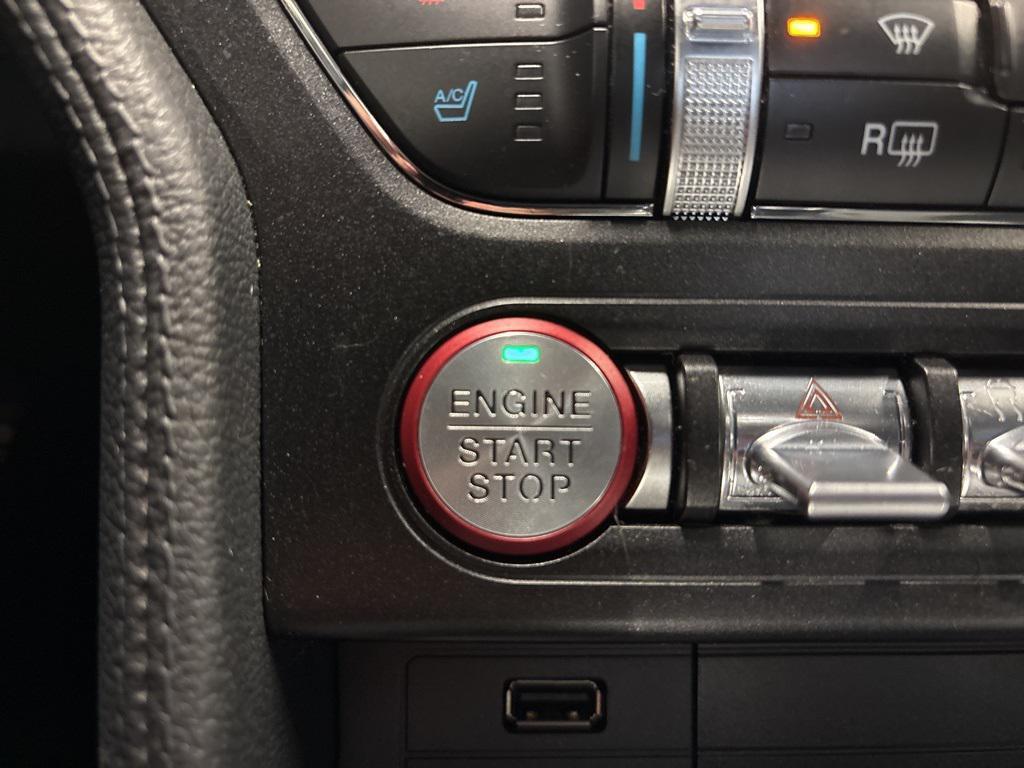 A/C
R
ENGINE
START
STOP